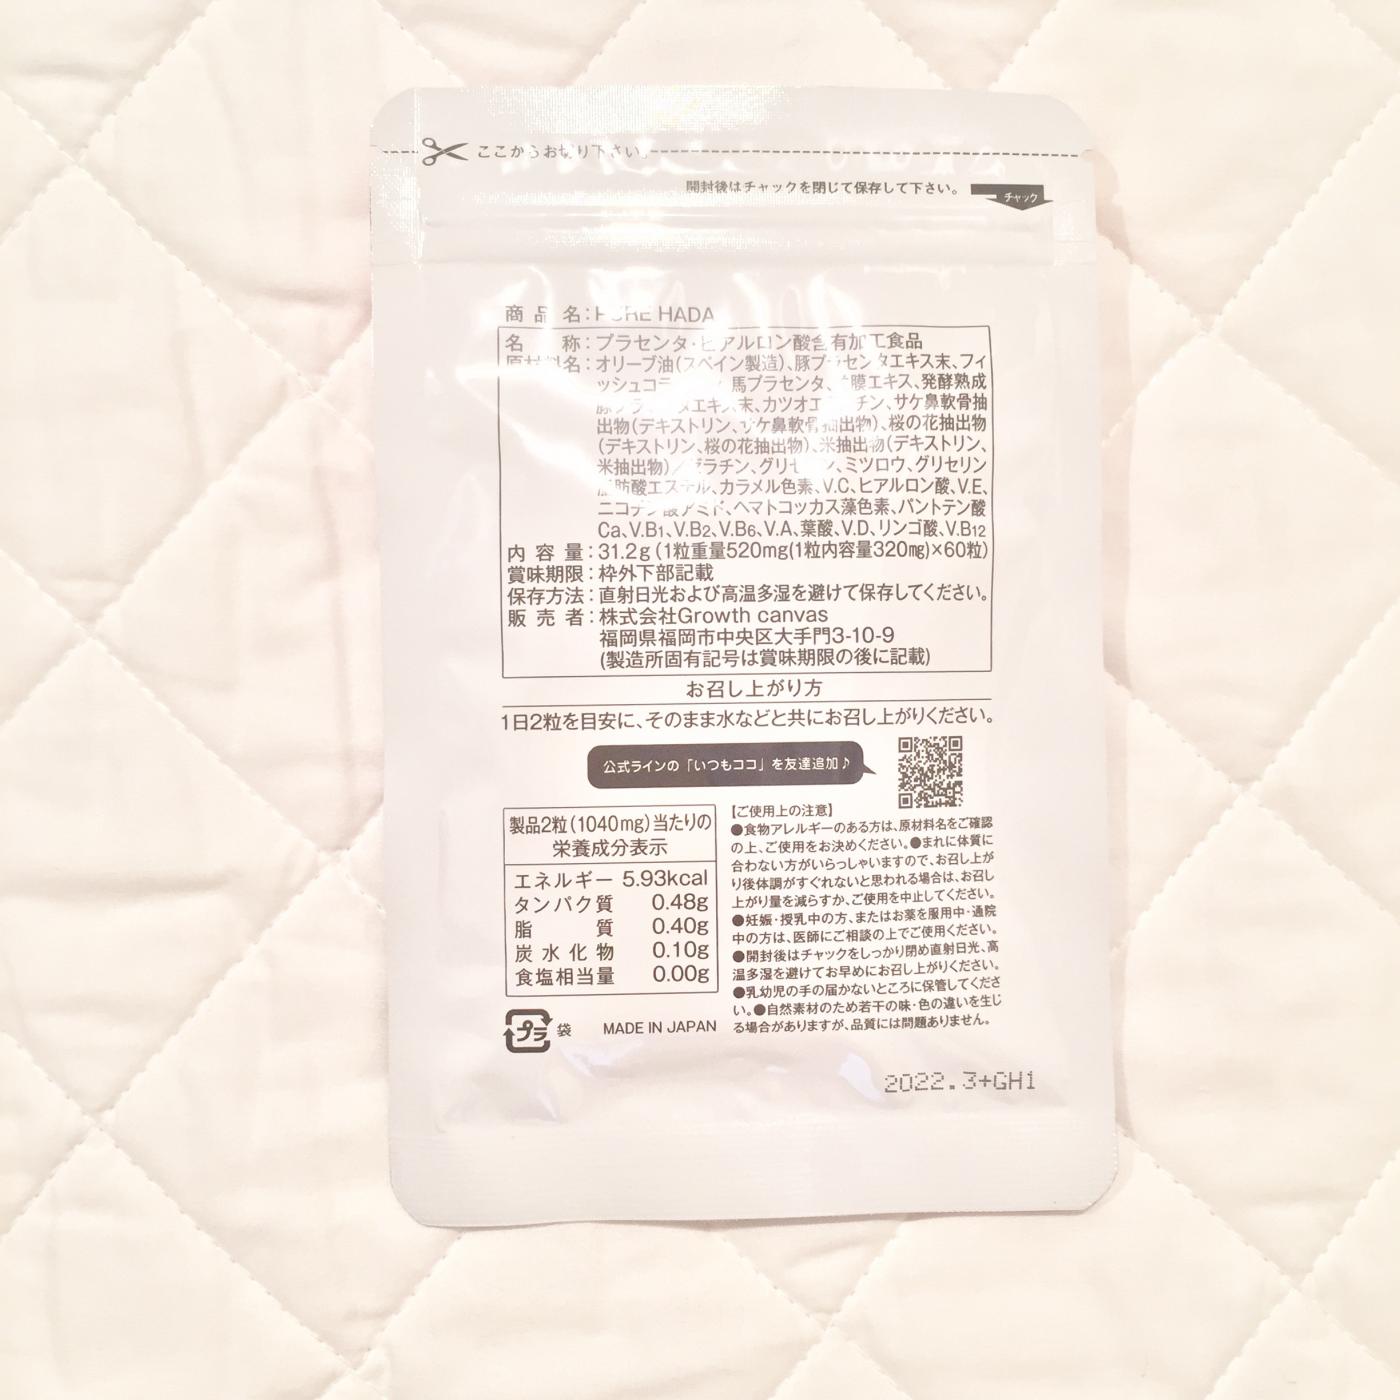 ここからお切り下さい。
開封後はチャックを閉じて保存して下さい。
チャック
商品名:PURE HADA
名称:プラセンタ・ヒアルロン酸含有加工食品
原材料名:オリーブ油(スペイン製造)、豚プラセンタエキス末、フィ
ッシュコラ 馬プラセンタ、 膜エキス、発酵熟成
豚プラセンタエキス末、カツオエラスチン、サケ鼻軟骨抽
出物(デキストリン、サケ鼻軟骨抽出物)、桜の花抽出物
(デキストリン、桜の花抽出物)、米抽出物(デキストリン、
米抽出物)/ゼラチン、グリセリン、ミツロウ、グリセリン
脂肪酸エステル、カラメル色素、V.C、ヒアルロン酸、V.E、
ニコチン酸アミド、ヘマトコッカス藻色素、パントテン酸
Ca、V.B1、V.B2、V.B6、V.A、葉酸、V.D、リンゴ酸、V.B12
内容量:31.2g(1粒重量520mg(1粒内容量320mg)×60粒)
賞味期限:枠外下部記載
保存方法:直射日光および高温多湿を避けて保存してください。
販売者:株式会社Growth canvas
福岡県福岡市中央区大手門3-10-9
(製造所固有記号は賞味期限の後に記載)
お召し上がり方
1日2粒を目安に、そのまま水などと共にお召し上がりください。
公式ラインの「いつもココ」を友達追加♪
製品2粒(1040mg)当たりの
栄養成分表示
エネルギー 5.93kcal
タンパク質 0.48g
脂質 0.40g
炭水化物 0.10g
食塩相当量 0.00g
プラ 袋 MADE IN JAPAN
【ご使用上の注意】
●食物アレルギーのある方は、原材料名をご確認
の上、ご使用をお決めください。●まれに体質に
合わない方がいらっしゃいますので、お召し上が
り後体調がすぐれないと思われる場合は、お召し
上がり量を減らすか、ご使用を中止してください。
●妊娠・授乳中の方、またはお薬を服用中・通院
中の方は、医師にご相談の上でご使用ください。
●開封後はチャックをしっかり閉め直射日光、高
温多湿を避けてお早めにお召し上がりください。
●乳幼児の手の届かないところに保管してくださ
い。●自然素材のため若干の味・色の違いを生じ
る場合がありますが、品質には問題ありません。
2022.3+GH1